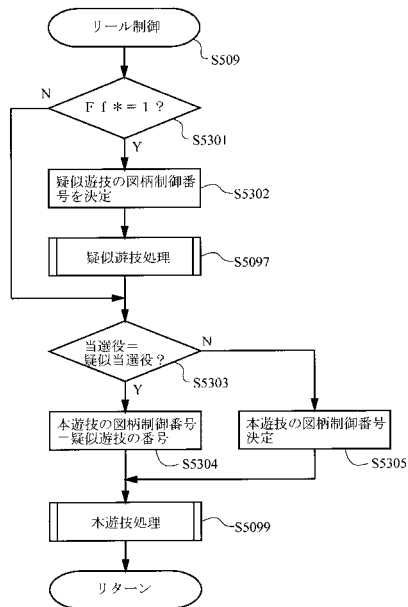 リール制御
S509
N
Ｆｆ＊＝１？
S5301
Y
疑似遊技の図柄制御番
号を決定
S5302
疑似遊技処理
S5097
当選役＝
疑似当選役？
N
S5303
Y
本遊技の図柄制御番号
＝疑似遊技の番号
S5304
本遊技の図柄制御番号
決定
S5305
本遊技処理
S5099
リターン